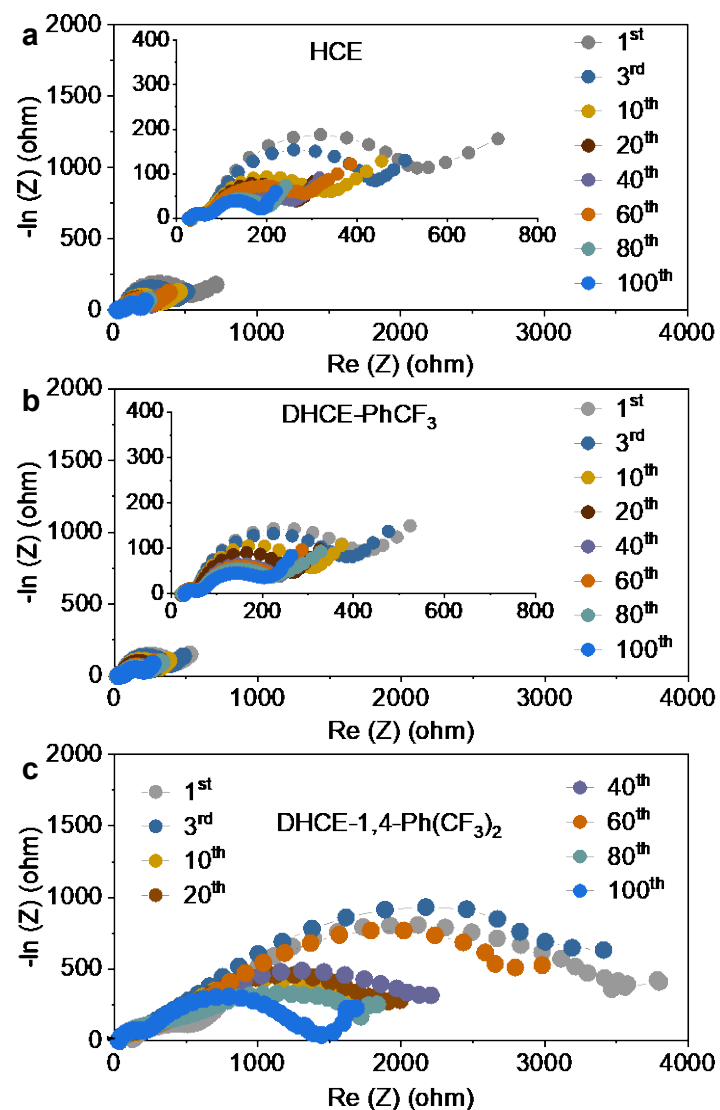 a
HCE
-In (Z) (ohm)
2000
1500
1000
500
0
400
300
200
100
0
0 200 400 600 800
1st
3rd
10th
20th
40th
60th
80th
100th
0 1000 2000 3000 4000
Re (Z) (ohm)
b
DHCE-PhCF3
-In (Z) (ohm)
2000
1500
1000
500
0
400
300
200
100
0
0 200 400 600 800
1st
3rd
10th
20th
40th
60th
80th
100th
0 1000 2000 3000 4000
Re (Z) (ohm)
c
DHCE-1,4-Ph(CF3)2
-In (Z) (ohm)
2000
1500
1000
500
0
1st
3rd
10th
20th
40th
60th
80th
100th
0 1000 2000 3000 4000
Re (Z) (ohm)